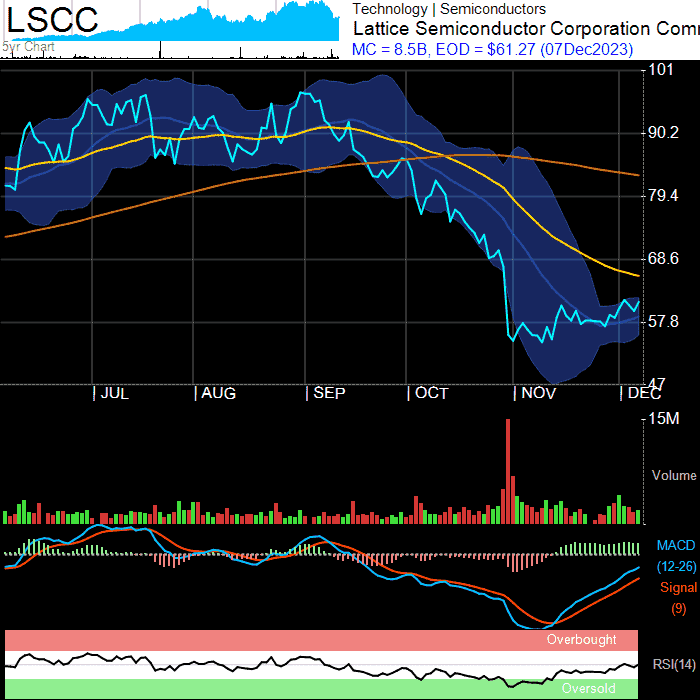 LSCC
5yr Chart
Technology | Semiconductors
Lattice Semiconductor Corporation Com
MC = 8.5B, EOD = $61.27 (07Dec2023)
101
90.2
79.4
68.6
57.8
47
JUL AUG SEP OCT NOV DEC
15M
Volume
MACD
(12-26)
Signal
(9)
Overbought
RSI(14)
Oversold